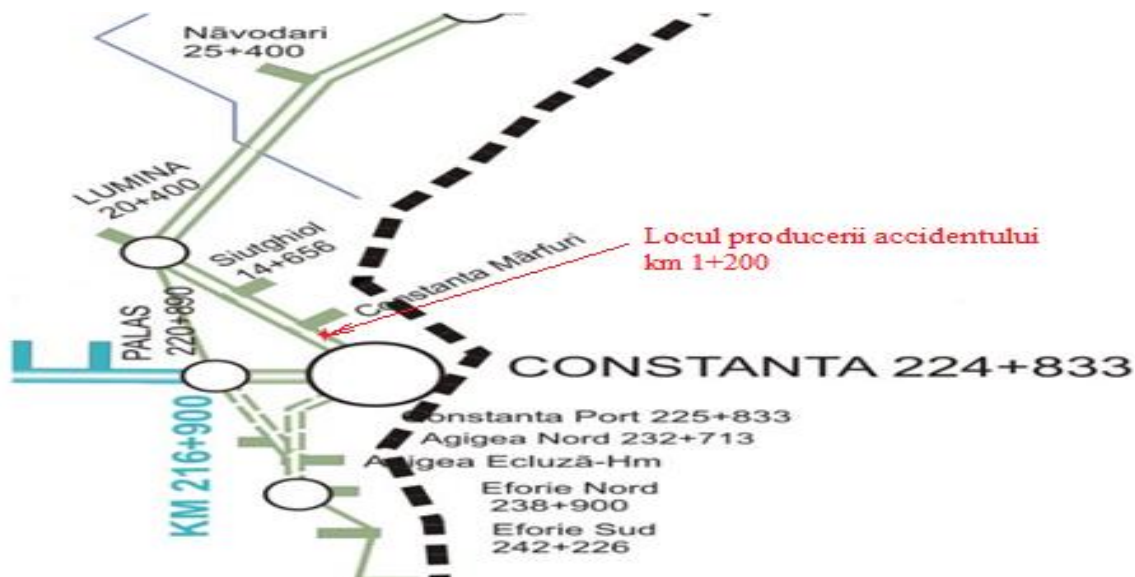 Năvodari
25+400
LUMINA
20+400
Siutghiol
14+656
Constanta Mărfuri
Locul producerii accidentului
km 1+200
PALAS
220+890
CONSTANTA 224+833
KM 216+900
Constanta Port 225+833
Agigea Nord 232+713
Agigea Ecluză-Hm
Eforie Nord
238+900
Eforie Sud
242+226